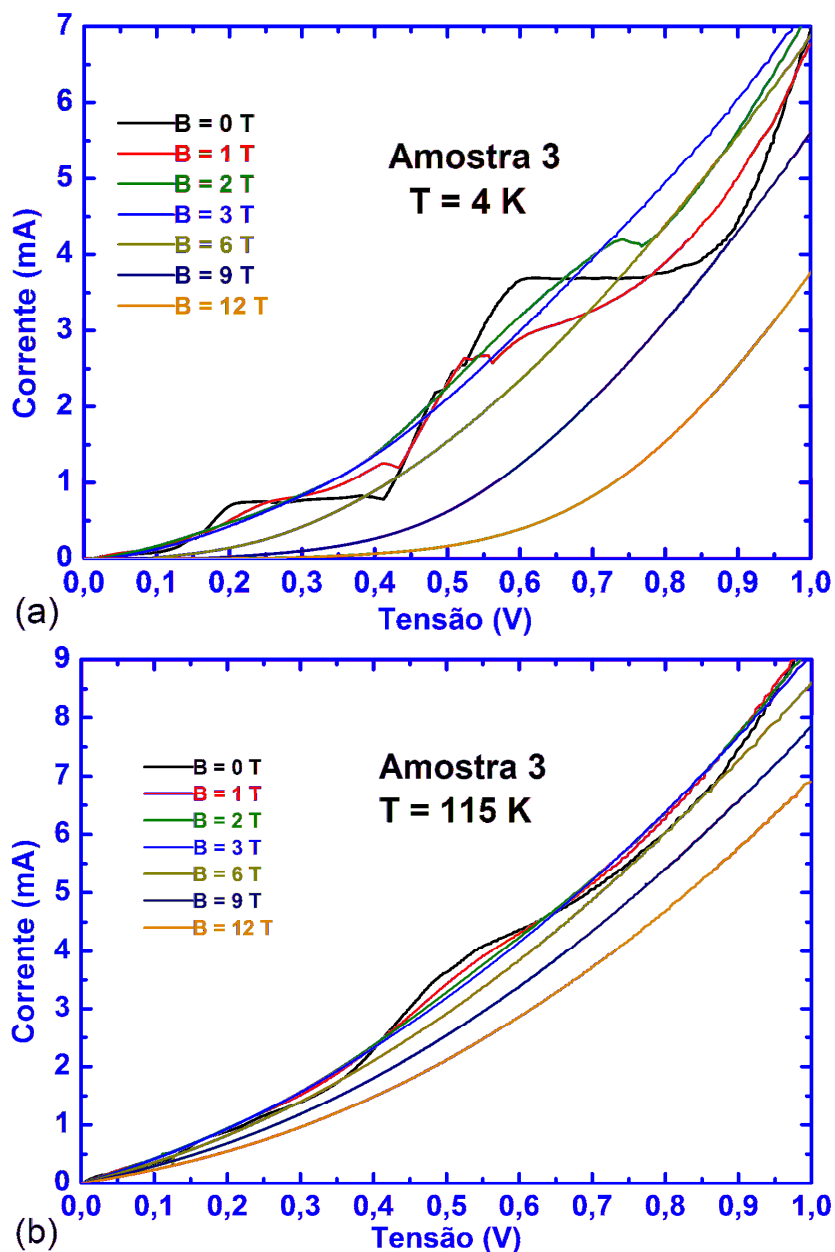 7
6
5
4
3
2
1
0
Corrente (mA)
B = 0 T
B = 1 T
B = 2 T
B = 3 T
B = 6 T
B = 9 T
B = 12 T
Amostra 3
T = 4 K
0,0 0,1 0,2 0,3 0,4 0,5 0,6 0,7 0,8 0,9 1,0
Tensão (V)
(a)
9
8
7
6
5
4
3
2
1
0
Corrente (mA)
B = 0 T
B = 1 T
B = 2 T
B = 3 T
B = 6 T
B = 9 T
B = 12 T
Amostra 3
T = 115 K
0,0 0,1 0,2 0,3 0,4 0,5 0,6 0,7 0,8 0,9 1,0
Tensão (V)
(b)